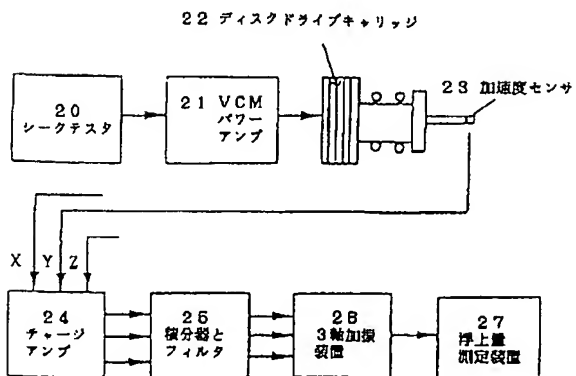 22 ディスクドライブキャリッジ
20
シークテスタ
21 VCM
パワー
アンプ
23 加速度センサ
X Y Z
24
チャージ
アンプ
25
積分器と
フィルタ
26
3軸加振
装置
27
浮上量
測定装置